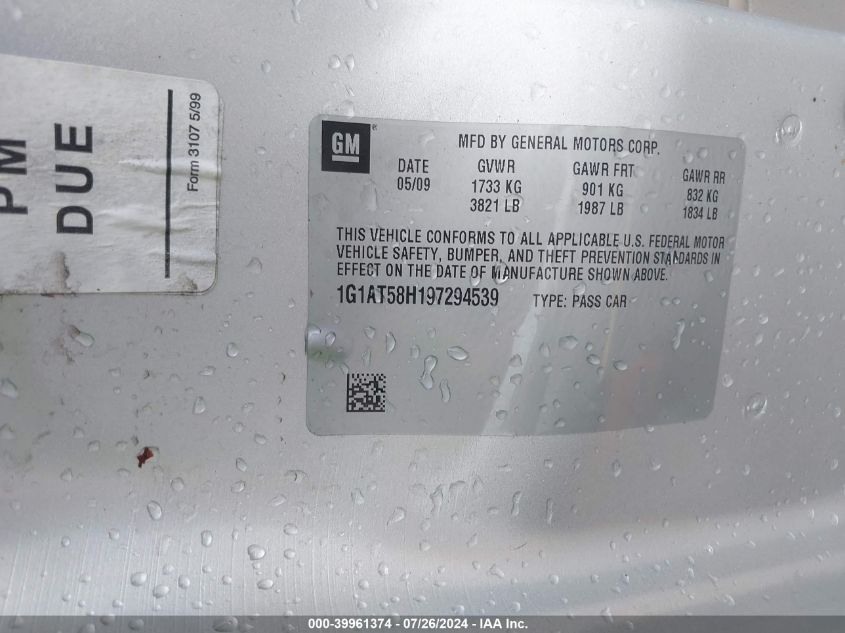 PM
DUE
Form 3107 5/99
GM ®
MFD BY GENERAL MOTORS CORP.
DATE GVWR GAWR FRT GAWR RR
05/09 1733 KG 901 KG 832 KG
3821 LB 1987 LB 1834 LB
THIS VEHICLE CONFORMS TO ALL APPLICABLE U.S. FEDERAL MOTOR
VEHICLE SAFETY, BUMPER, AND THEFT PREVENTION STANDARDS IN
EFFECT ON THE DATE OF MANUFACTURE SHOWN ABOVE.
1G1AT58H197294539 TYPE: PASS CAR
000-39961374 - 07/26/2024 - IAA Inc.